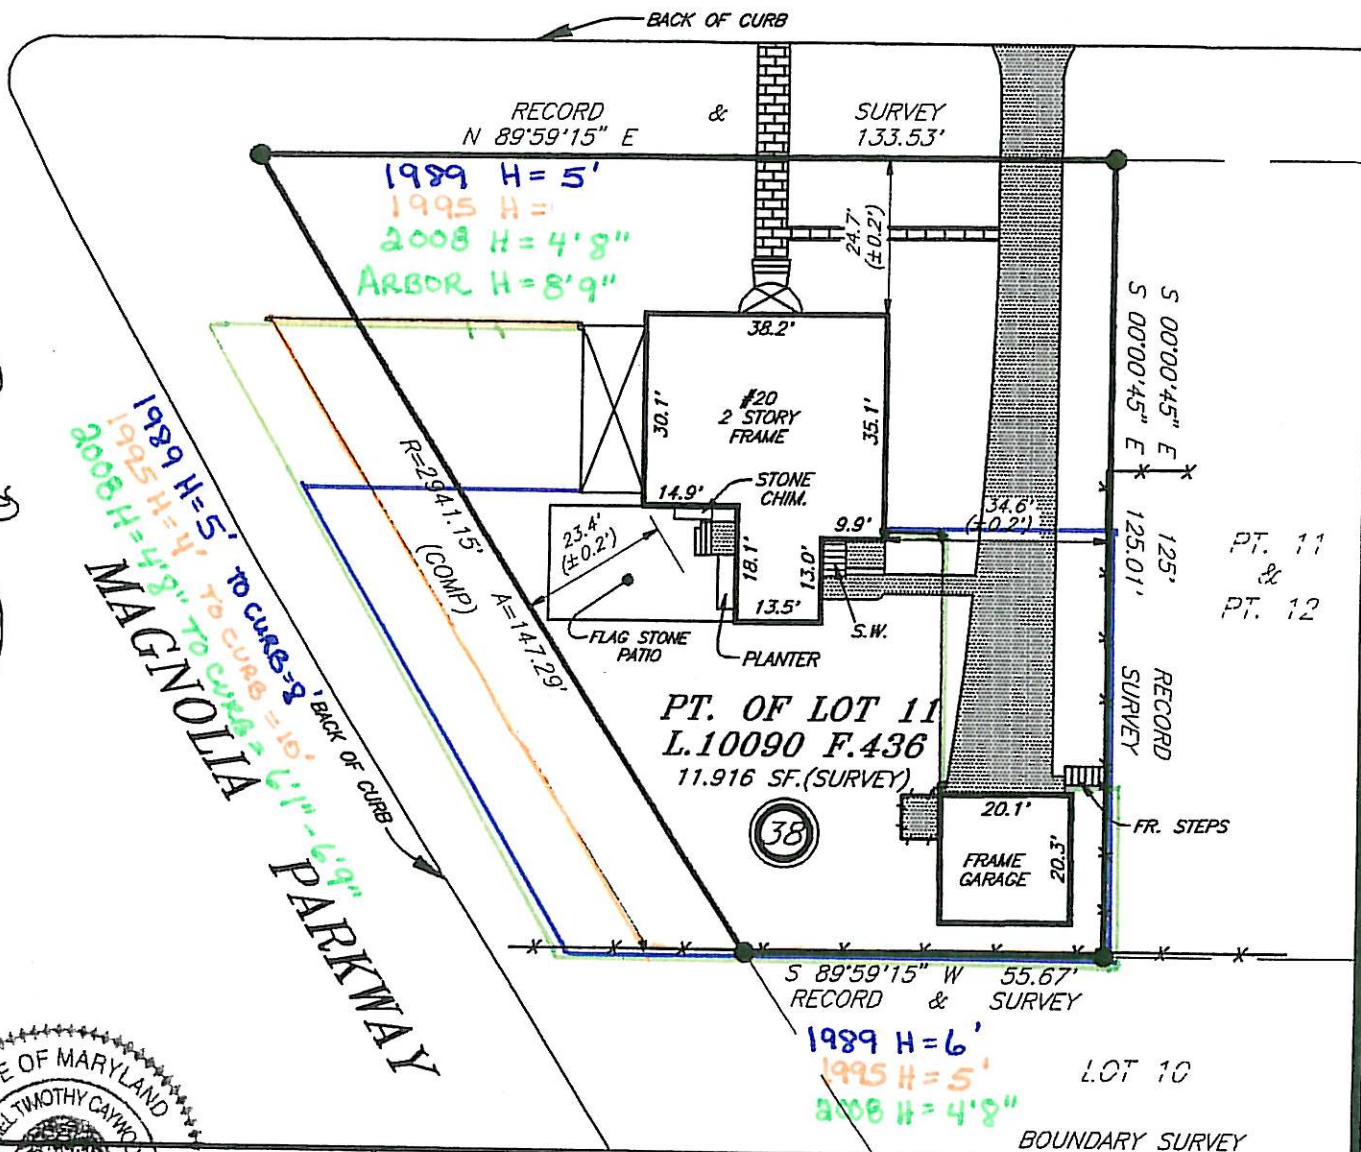 BACK OF CURB
RECORD & SURVEY
N 89°59'15" E 133.53'
1989 H = 5'
1995 H =
2008 H = 4'8"
ARBOR H = 8'9"
24.7'
(±0.2')
S 00°00'45" E 125' RECORD
S 00°00'45" E 125.01' SURVEY
38.2'
#20
2 STORY
FRAME
30.1'
35.1'
STONE
CHIM.
14.9'
9.9'
34.6'
(±0.2')
PT. 11
&
PT. 12
R=2941.15'
(COMP)
A=147.29'
23.4'
(±0.2')
18.1'
13.0'
13.5'
S.W.
FLAG STONE
PATIO
PLANTER
1989 H=5' TO CURB=8'
1995 H=4' TO CURB=10'
2008 H=4'8" TO CURB= 6'1"-6'9"
BACK OF CURB
MAGNOLIA PARKWAY
PT. OF LOT 11
L.10090 F.436
11.916 SF.(SURVEY)
38
20.1'
FRAME
GARAGE
20.3'
FR. STEPS
S 89°59'15" W 55.67'
RECORD & SURVEY
1989 H=6'
1995 H=5'
2008 H=4'8"
LOT 10
BOUNDARY SURVEY
E OF MARYLAND
EL TIMOTHY CAYWO